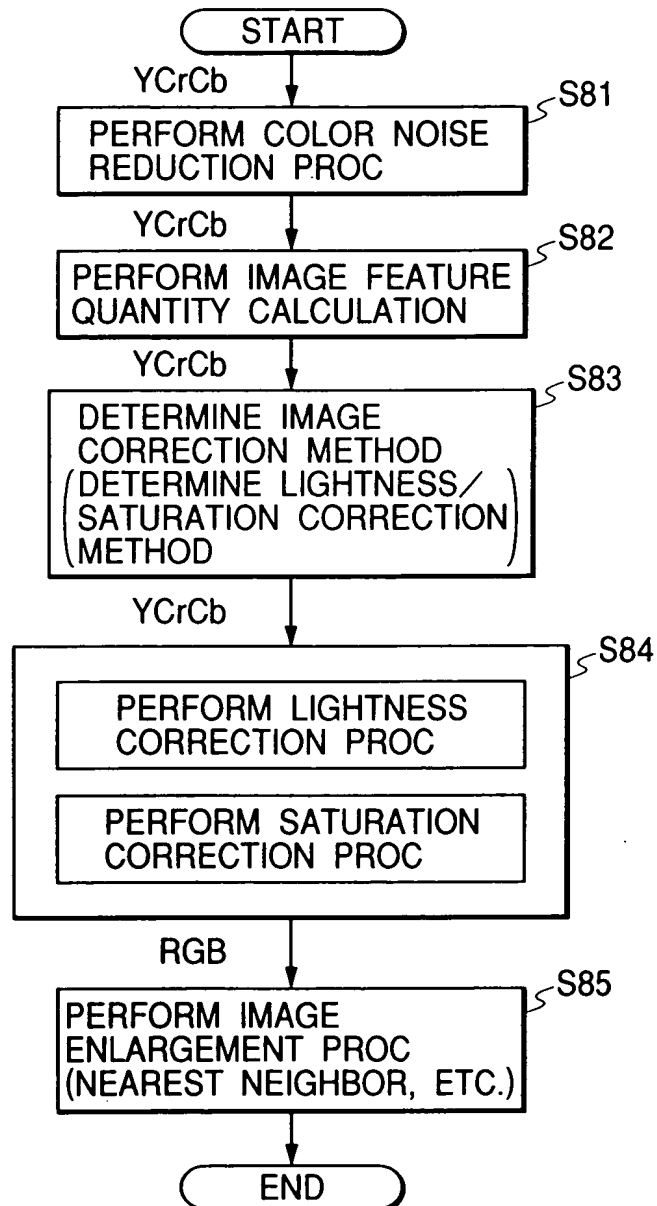 START
YCrCb
S81
PERFORM COLOR NOISE
REDUCTION PROC
YCrCb
S82
PERFORM IMAGE FEATURE
QUANTITY CALCULATION
YCrCb
S83
DETERMINE IMAGE
CORRECTION METHOD
(DETERMINE LIGHTNESS/
SATURATION CORRECTION
METHOD)
YCrCb
S84
PERFORM LIGHTNESS
CORRECTION PROC
PERFORM SATURATION
CORRECTION PROC
RGB
S85
PERFORM IMAGE
ENLARGEMENT PROC
(NEAREST NEIGHBOR, ETC.)
END